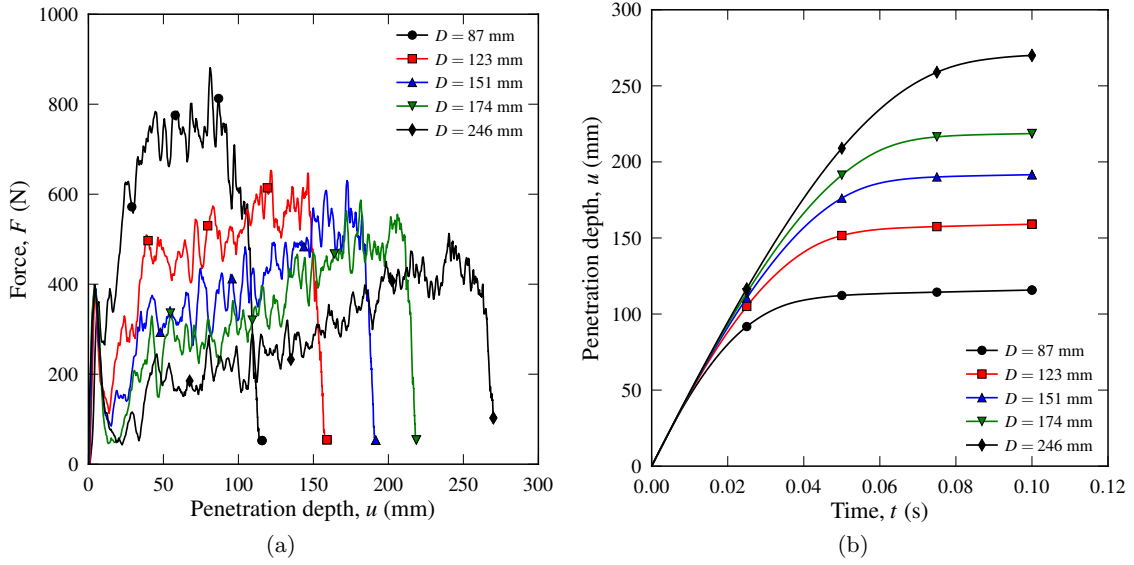 1000
800
600
400
200
0
Force, F (N)
D = 87 mm
D = 123 mm
D = 151 mm
D = 174 mm
D = 246 mm
0 50 100 150 200 250 300
Penetration depth, u (mm)
(a)
300
250
200
150
100
50
0
Penetration depth, u (mm)
D = 87 mm
D = 123 mm
D = 151 mm
D = 174 mm
D = 246 mm
0.00 0.02 0.04 0.06 0.08 0.10 0.12
Time, t (s)
(b)